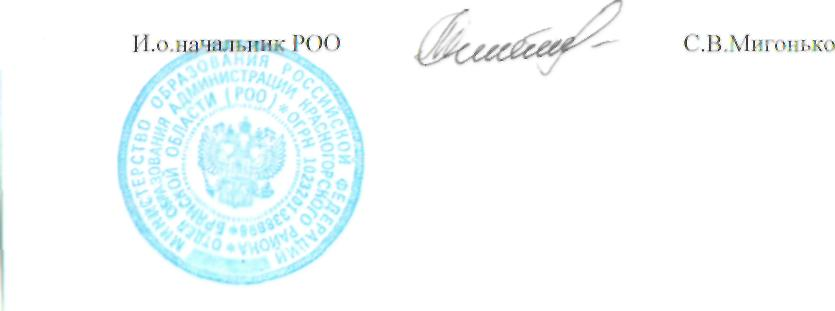 И.о.начальник РОО С.В.Мигонько
МИНИСТЕРСТВО ОБРАЗОВАНИЯ РОССИЙСКОЙ ФЕДЕРАЦИИ
ОТДЕЛ ОБРАЗОВАНИЯ АДМИНИСТРАЦИИ КРАСНОГОРСКОГО РАЙОНА *
БРЯНСКОЙ ОБЛАСТИ (РОО) * ОГРН